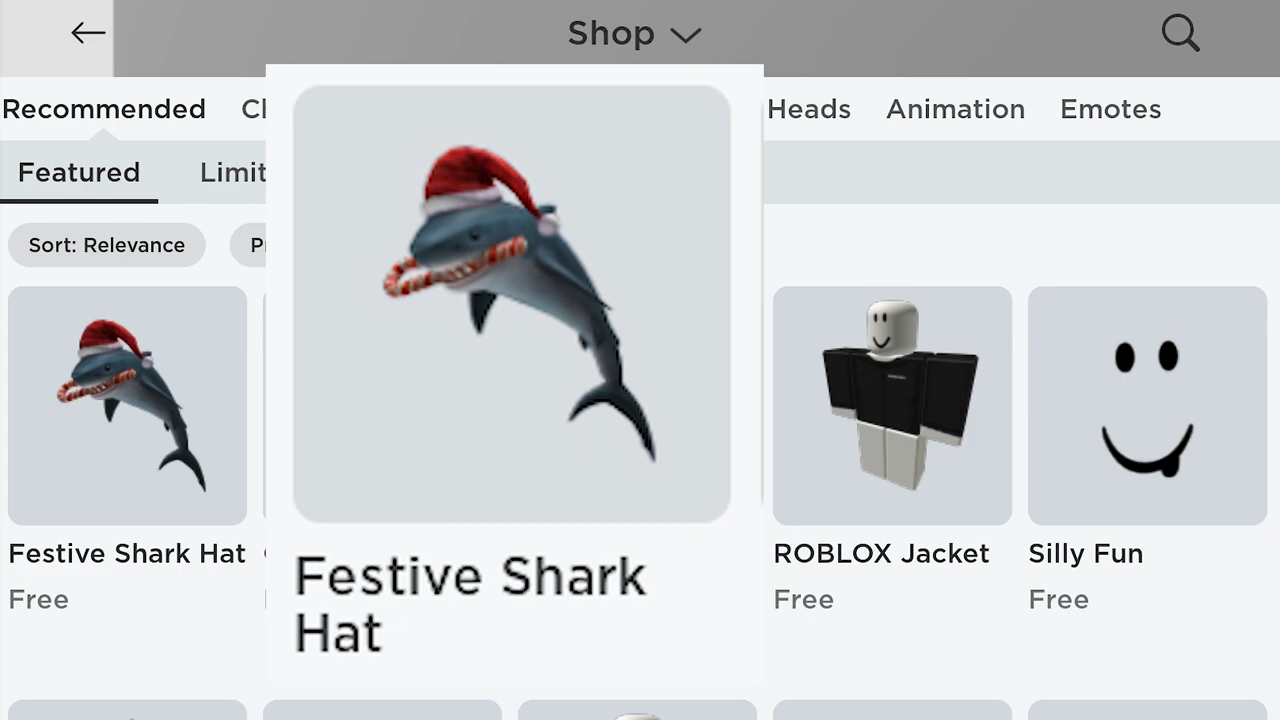 Shop
Recommended
Heads
Animation
Emotes
Featured
Sort: Relevance
Festive Shark Hat
Free
Festive Shark
Hat
ROBLOX Jacket
Free
Silly Fun
Free